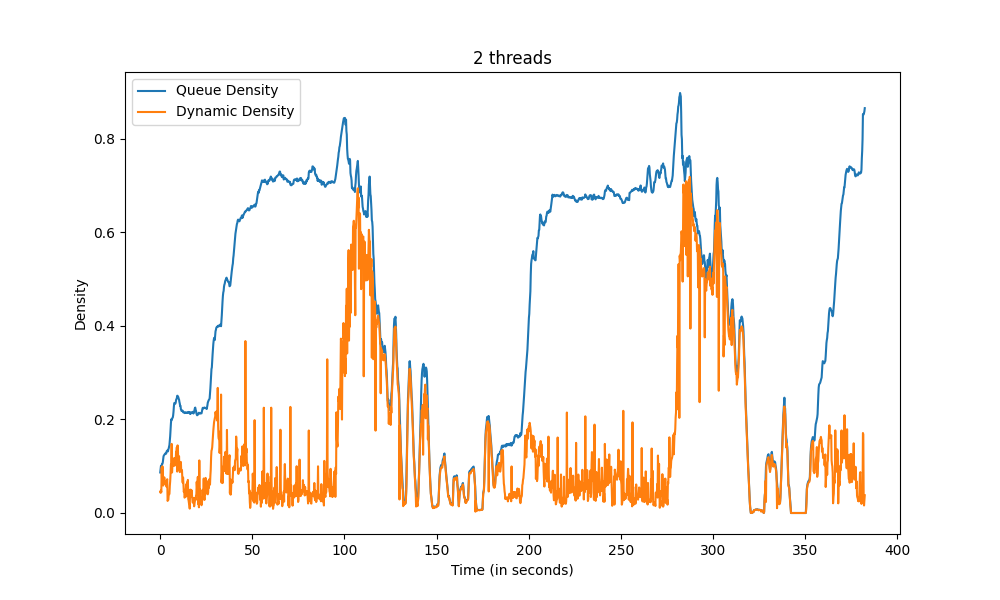 2 threads
Queue Density
Dynamic Density
0.8
0.6
0.4
0.2
0.0
Density
0 50 100 150 200 250 300 350 400
Time (in seconds)